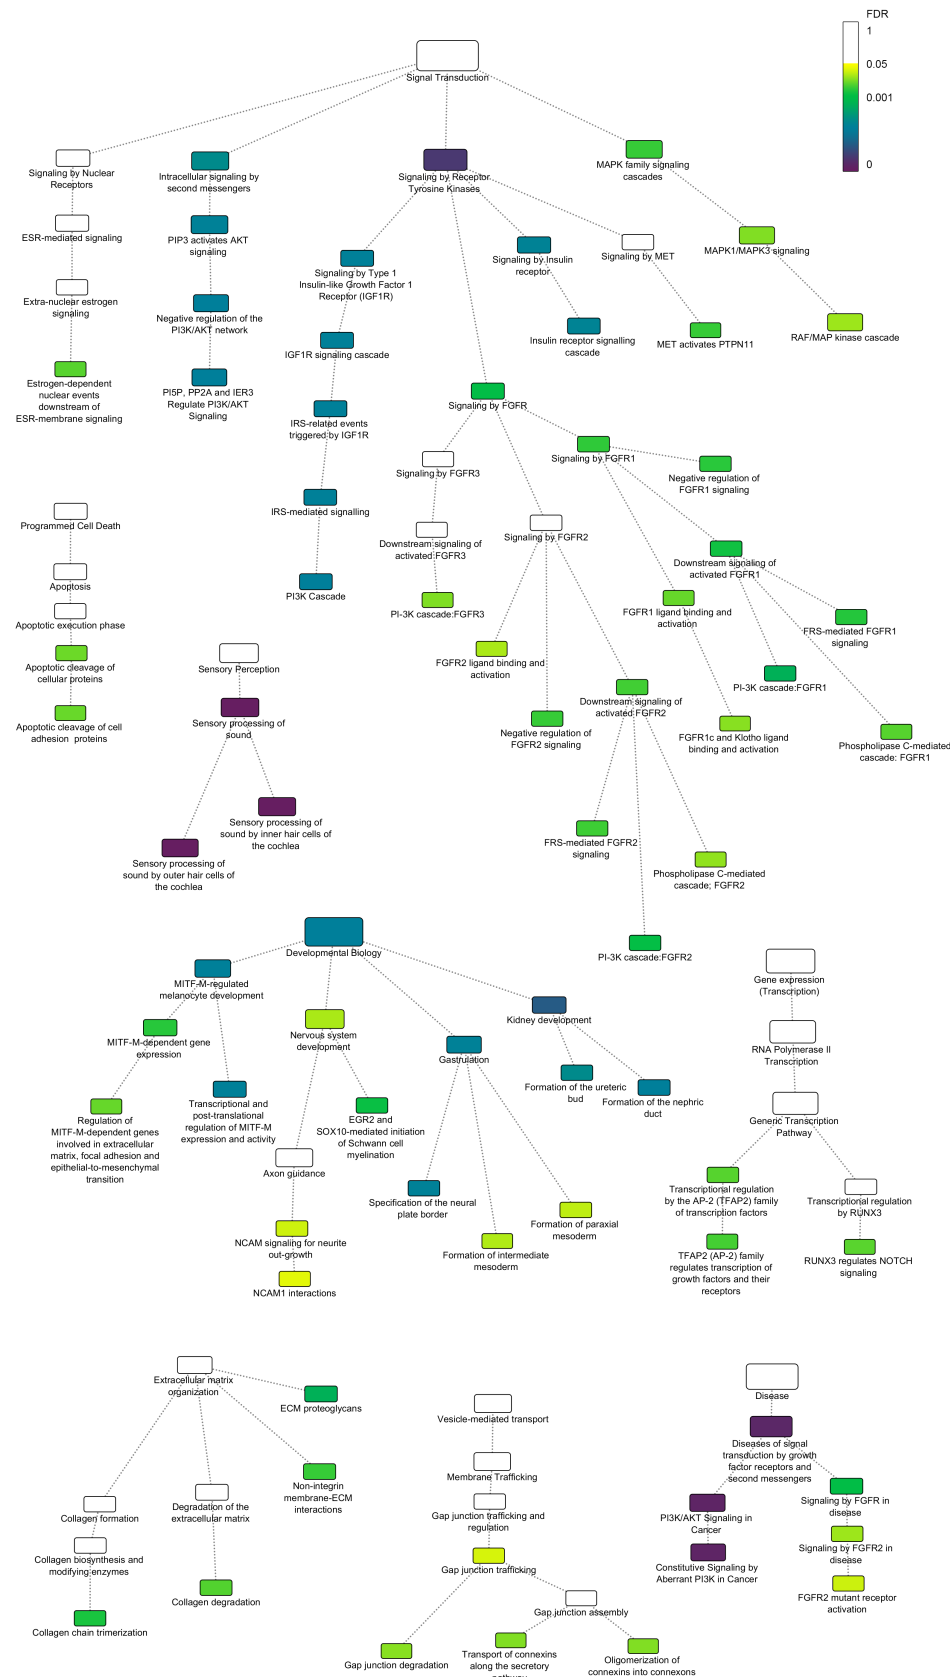 FDR
1
0.05
0.001
0
Signal Transduction
Signaling by Nuclear
Receptors
Intracellular signaling by
second messengers
Signaling by Receptor
Tyrosine Kinases
MAPK family signaling
cascades
ESR-mediated signaling
PIP3 activates AKT
signaling
Signaling by Type 1
Insulin-like Growth Factor 1
Receptor (IGF1R)
Signaling by Insulin
receptor
Signaling by MET
MAPK1/MAPK3 signaling
Extra-nuclear estrogen
signaling
Negative regulation of the
PI3K/AKT network
IGF1R signaling cascade
Insulin receptor signalling
cascade
MET activates PTPN11
RAF/MAP kinase cascade
Estrogen-dependent
nuclear events
downstream of
ESR-membrane signaling
PI5P, PP2A and IER3
Regulate PI3K/AKT
Signaling
IRS-related events
triggered by IGF1R
Signaling by FGFR
Signaling by FGFR3
Signaling by FGFR1
Negative regulation of
FGFR1 signaling
Programmed Cell Death
IRS-mediated signalling
Downstream signaling of
activated FGFR3
Signaling by FGFR2
Downstream signaling of
activated FGFR1
Apoptosis
PI3K Cascade
PI-3K cascade:FGFR3
FGFR1 ligand binding and
activation
FRS-mediated FGFR1
signaling
Apoptotic execution phase
Apoptotic cleavage of
cellular proteins
Sensory Perception
FGFR2 ligand binding and
activation
PI-3K cascade:FGFR1
Apoptotic cleavage of cell
adhesion  proteins
Sensory processing of
sound
Negative regulation of
FGFR2 signaling
Downstream signaling of
activated FGFR2
FGFR1c and Klotho ligand
binding and activation
Phospholipase C-mediated
cascade: FGFR1
Sensory processing of
sound by inner hair cells of
the cochlea
Sensory processing of
sound by outer hair cells of
the cochlea
FRS-mediated FGFR2
signaling
Phospholipase C-mediated
cascade; FGFR2
PI-3K cascade:FGFR2
Developmental Biology
MITF-M-regulated
melanocyte development
Nervous system
development
Kidney development
Gastrulation
Gene expression
(Transcription)
MITF-M-dependent gene
expression
RNA Polymerase II
Transcription
Formation of the ureteric
bud
Formation of the nephric
duct
Regulation of
MITF-M-dependent genes
involved in extracellular
matrix, focal adhesion and
epithelial-to-mesenchymal
transition
Transcriptional and
post-translational
regulation of MITF-M
expression and activity
EGR2 and
SOX10-mediated initiation
of Schwann cell
myelination
Generic Transcription
Pathway
Axon guidance
Specification of the neural
plate border
Formation of paraxial
mesoderm
Transcriptional regulation
by the AP-2 (TFAP2) family
of transcription factors
Transcriptional regulation
by RUNX3
NCAM signaling for neurite
out-growth
Formation of intermediate
mesoderm
TFAP2 (AP-2) family
regulates transcription of
growth factors and their
receptors
RUNX3 regulates NOTCH
signaling
NCAM1 interactions
Extracellular matrix
organization
ECM proteoglycans
Vesicle-mediated transport
Disease
Non-integrin
membrane-ECM
interactions
Membrane Trafficking
Diseases of signal
transduction by growth
factor receptors and
second messengers
Collagen formation
Degradation of the
extracellular matrix
Gap junction trafficking and
regulation
PI3K/AKT Signaling in
Cancer
Signaling by FGFR in
disease
Collagen biosynthesis and
modifying enzymes
Gap junction trafficking
Constitutive Signaling by
Aberrant PI3K in Cancer
Signaling by FGFR2 in
disease
Collagen degradation
Gap junction assembly
FGFR2 mutant receptor
activation
Collagen chain trimerization
Gap junction degradation
Transport of connexins
along the secretory
pathway
Oligomerization of
connexins into connexons